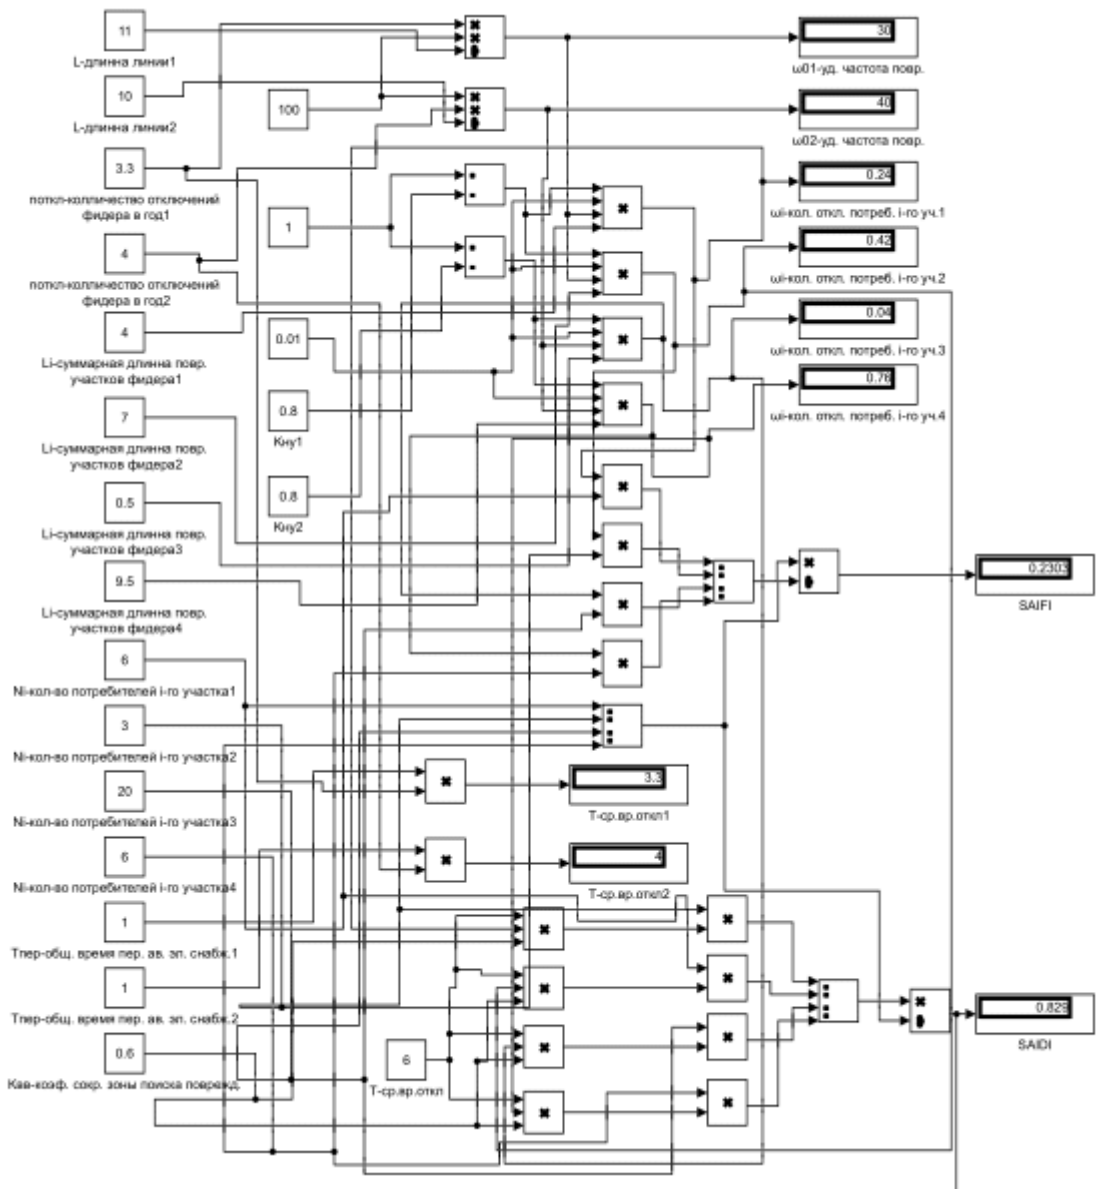 11
L-длинна линии1
10
L-длинна линии2
3.3
поткл-колличество отключений
фидера в год1
4
поткл-колличество отключений
фидера в год2
4
Li-суммарная длинна повр.
участков фидера1
7
Li-суммарная длинна повр.
участков фидера2
0.5
Li-суммарная длинна повр.
участков фидера3
9.5
Li-суммарная длинна повр.
участков фидера4
6
Ni-кол-во потребителей i-го участка1
3
Ni-кол-во потребителей i-го участка2
20
Ni-кол-во потребителей i-го участка3
6
Ni-кол-во потребителей i-го участка4
1
Тпер-общ. время пер. ав. эл. снабж.1
1
Тпер-общ. время пер. ав. эл. снабж.2
0.6
Кав-коэф. сокр. зоны поиска поврежд.
100
1
0.01
0.8
Кну1
0.8
Кну2
6
Т-ср.вр.откл
3.3
Т-ср.вр.откл1
4
Т-ср.вр.откл2
30
ω01-уд. частота повр.
40
ω02-уд. частота повр.
0.24
ωi-кол. откл. потреб. i-го уч.1
0.42
ωi-кол. откл. потреб. i-го уч.2
0.04
ωi-кол. откл. потреб. i-го уч.3
0.76
ωi-кол. откл. потреб. i-го уч.4
0.2303
SAIFI
0.829
SAIDI